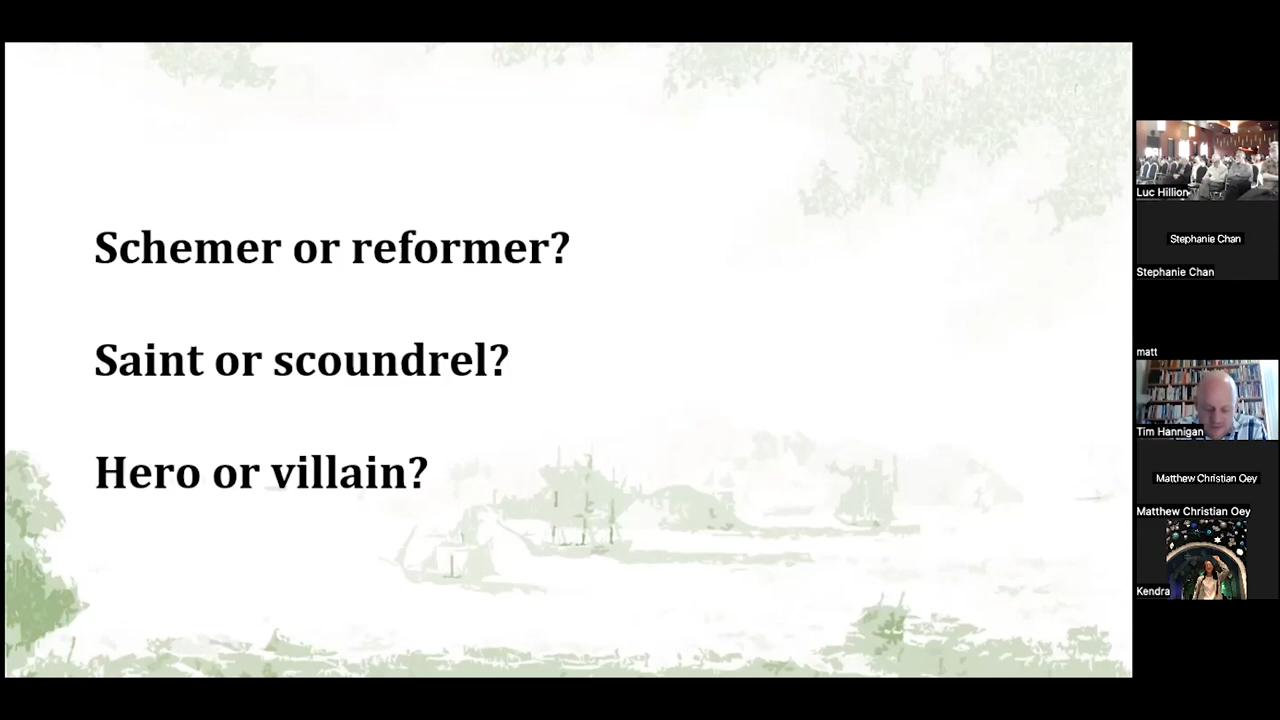 Schemer or reformer?
Saint or scoundrel?
Hero or villain?
Luc Hillion
Stephanie Chan
Stephanie Chan
matt
Tim Hannigan
Matthew Christian Oey
Matthew Christian Oey
Kendra